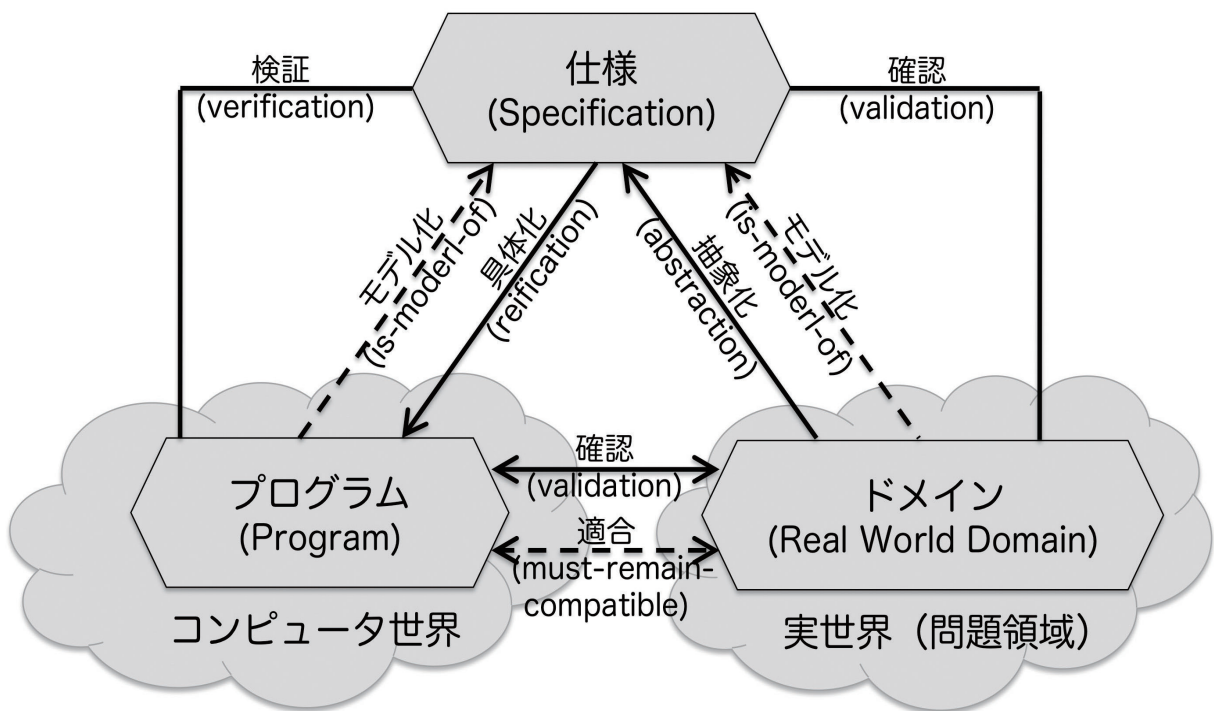 仕様
(Specification)
検証
(verification)
確認
(validation)
モデル化
(is-moderl-of)
具体化
(reification)
抽象化
(abstraction)
モデル化
(is-moderl-of)
プログラム
(Program)
確認
(validation)
適合
(must-remain-
compatible)
ドメイン
(Real World Domain)
コンピュータ世界
実世界（問題領域）